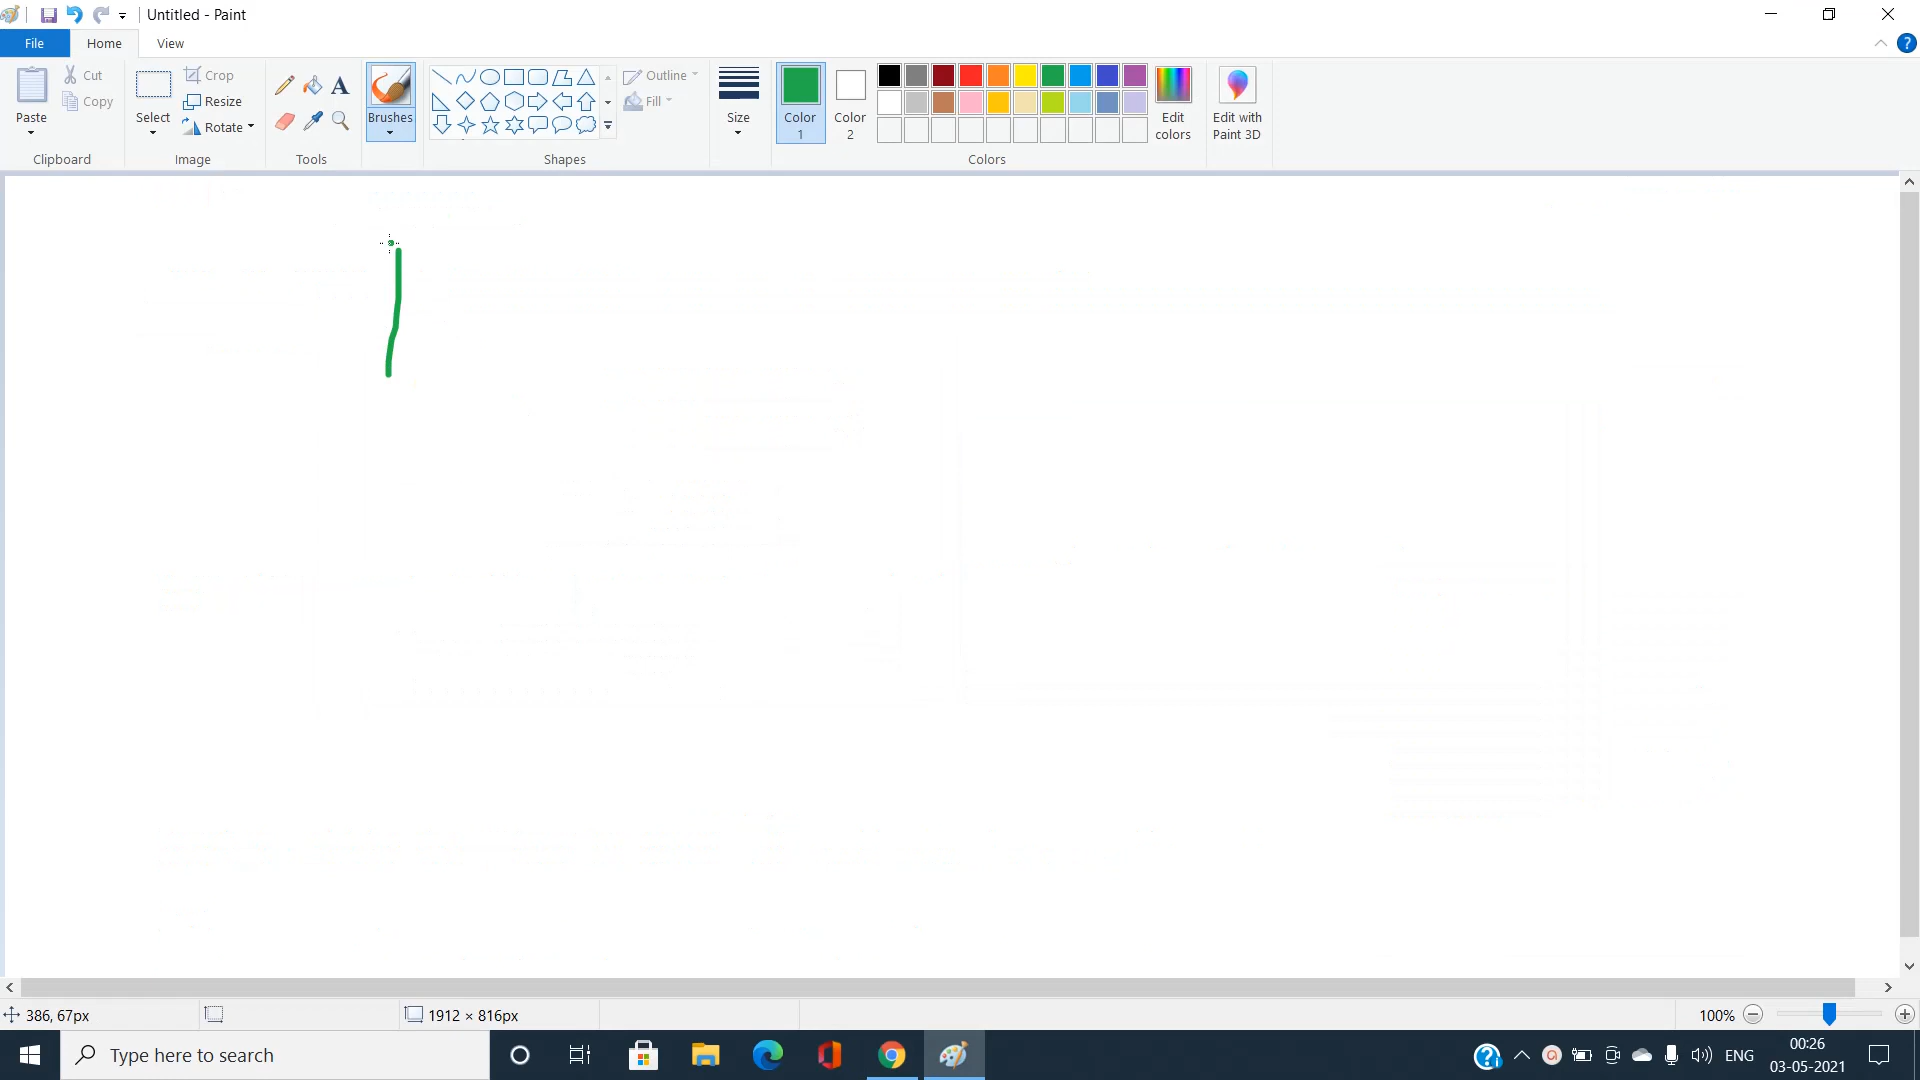 Untitled - Paint
File Home View
Paste
Cut
Copy
Clipboard
Select
Crop
Resize
Rotate
Image
A
Tools
Brushes
Outline
Fill
Shapes
Size
Color 1
Color 2
Edit colors
Colors
Edit with Paint 3D
386, 67px
1912 × 816px
100%
Type here to search
ENG
00:26
03-05-2021